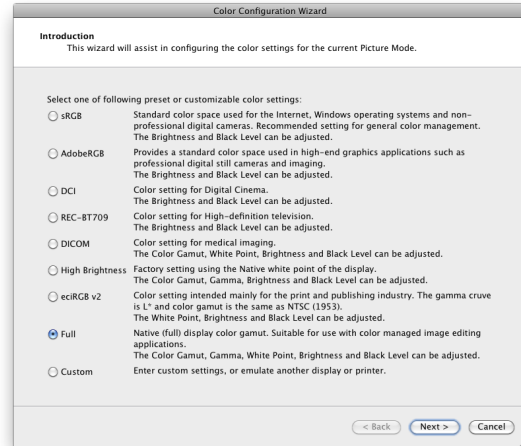 Color Configuration Wizard
Introduction
This wizard will assist in configuring the color settings for the current Picture Mode.
Select one of following preset or customizable color settings:
sRGB
Standard color space used for the Internet, Windows operating systems and non-
professional digital cameras. Recommended setting for general color management.
The Brightness and Black Level can be adjusted.
AdobeRGB
Provides a standard color space used in high-end graphics applications such as
professional digital still cameras and imaging.
The Brightness and Black Level can be adjusted.
DCI
Color setting for Digital Cinema.
The Brightness and Black Level can be adjusted.
REC-BT709
Color setting for High-definition television.
The Brightness and Black Level can be adjusted.
DICOM
Color setting for medical imaging.
The Color Gamut, White Point, Brightness and Black Level can be adjusted.
High Brightness
Factory setting using the Native white point of the display.
The Color Gamut, Gamma, Brightness and Black Level can be adjusted.
eciRGB v2
Color setting intended mainly for the print and publishing industry. The gamma cruve
is L* and color gamut is the same as NTSC (1953).
The White Point, Brightness and Black Level can be adjusted.
Full
Native (full) display color gamut. Suitable for use with color managed image editing
applications.
The Color Gamut, Gamma, White Point, Brightness and Black Level can be adjusted.
Custom
Enter custom settings, or emulate another display or printer.
< Back
Next >
Cancel